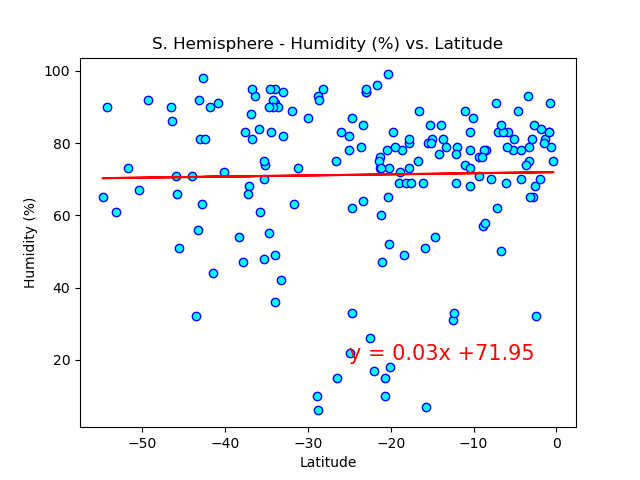 S. Hemisphere - Humidity (%) vs. Latitude
100
80
60
40
20
Humidity (%)
y = 0.03x +71.95
−50
−40
−30
−20
−10
0
Latitude